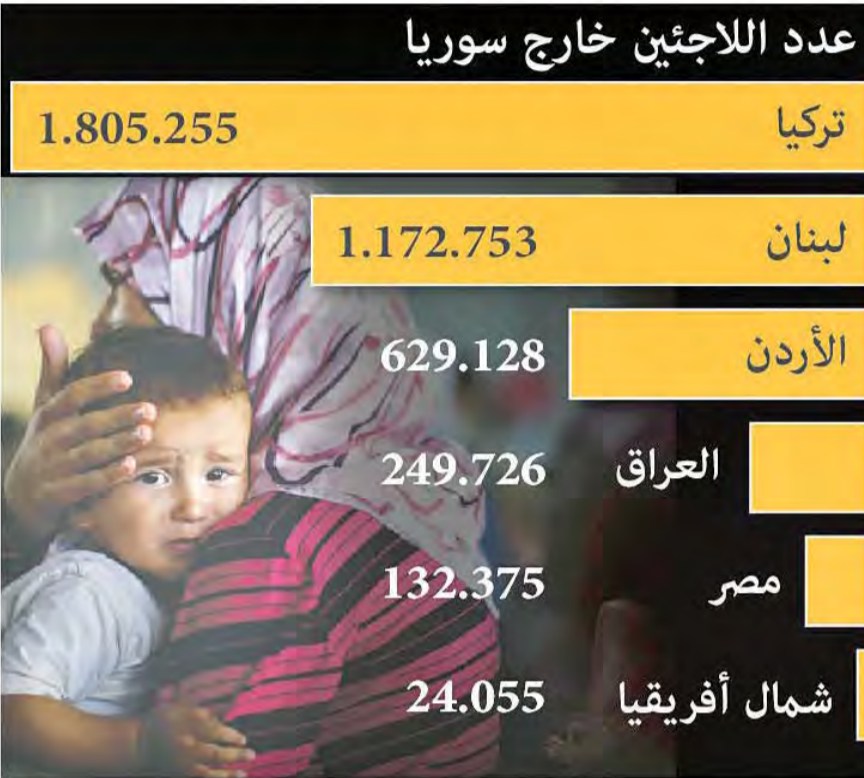 عدد اللاجئين خارج سوريا
تركيا 1.805.255
لبنان 1.172.753
الأردن 629.128
العراق 249.726
مصر 132.375
شمال أفريقيا 24.055